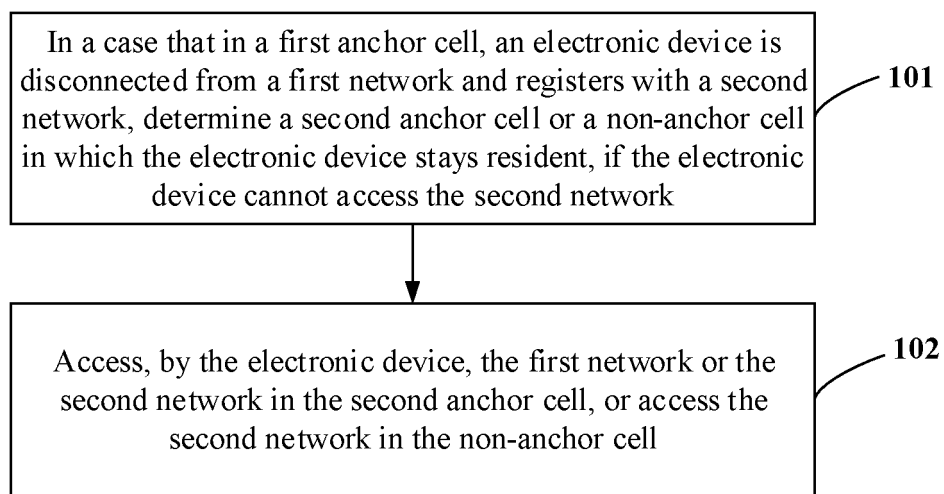 In a case that in a first anchor cell, an electronic device is
disconnected from a first network and registers with a second
network, determine a second anchor cell or a non-anchor cell
in which the electronic device stays resident, if the electronic
device cannot access the second network
101
Access, by the electronic device, the first network or the
second network in the second anchor cell, or access the
second network in the non-anchor cell
102